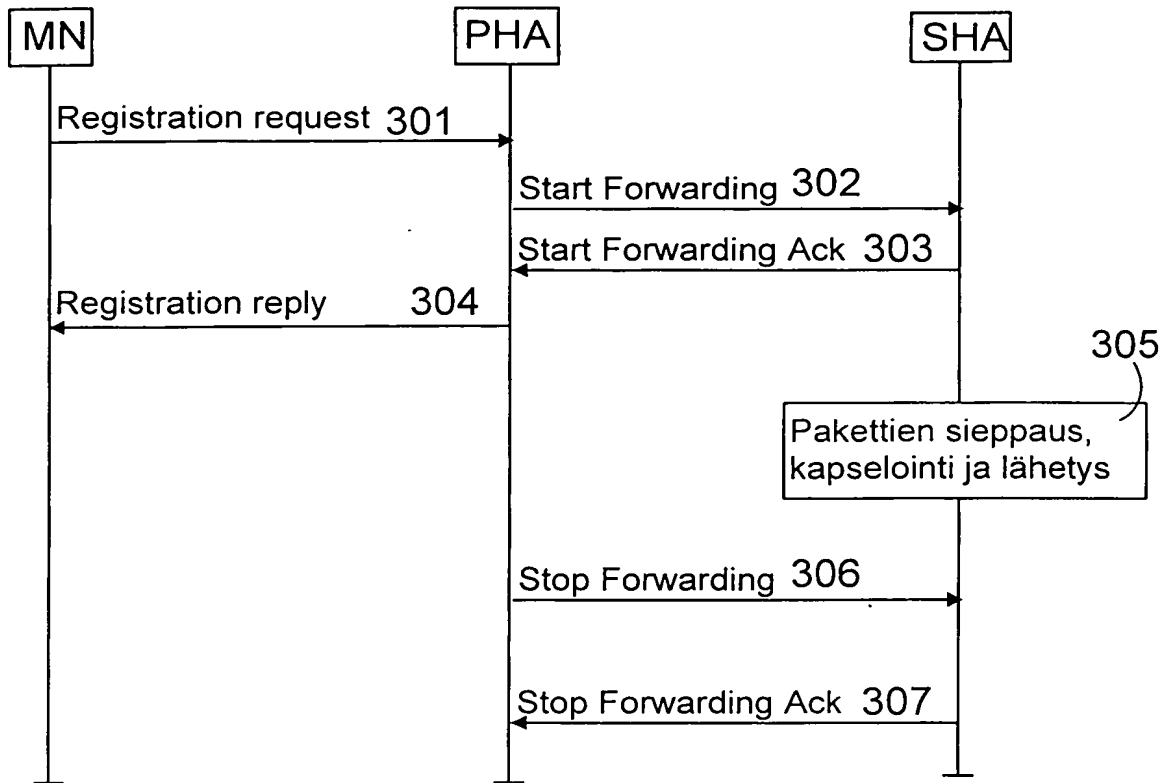 MN PHA SHA
Registration request 301
Start Forwarding 302
Start Forwarding Ack 303
Registration reply 304
305
Pakettien sieppaus,
kapselointi ja lähetys
Stop Forwarding 306
Stop Forwarding Ack 307